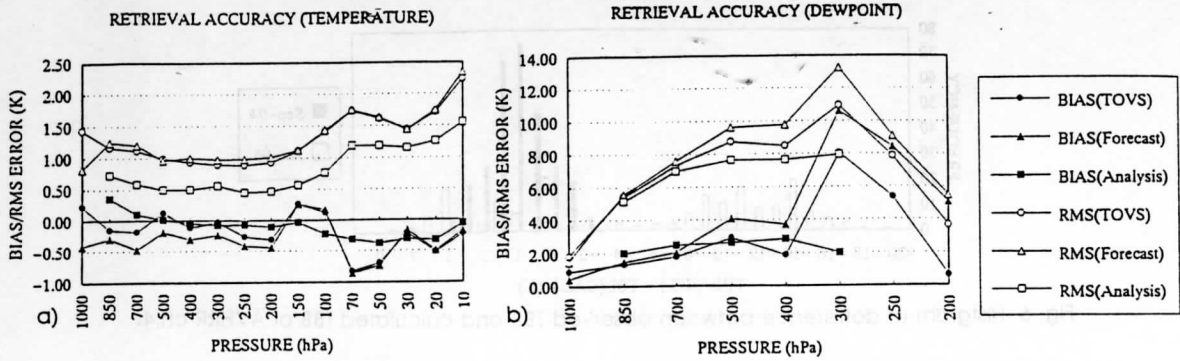 RETRIEVAL ACCURACY (TEMPERATURE)
BIAS/RMS ERROR (K)
2.50
2.00
1.50
1.00
0.50
0.00
-0.50
-1.00
1000
850
700
500
400
300
250
200
150
100
70
50
30
20
10
a)
PRESSURE (hPa)
RETRIEVAL ACCURACY (DEWPOINT)
BIAS/RMS ERROR (K)
14.00
12.00
10.00
8.00
6.00
4.00
2.00
0.00
1000
850
700
500
400
300
250
200
b)
PRESSURE (hPa)
BIAS(TOVS)
BIAS(Forecast)
BIAS(Analysis)
RMS(TOVS)
RMS(Forecast)
RMS(Analysis)